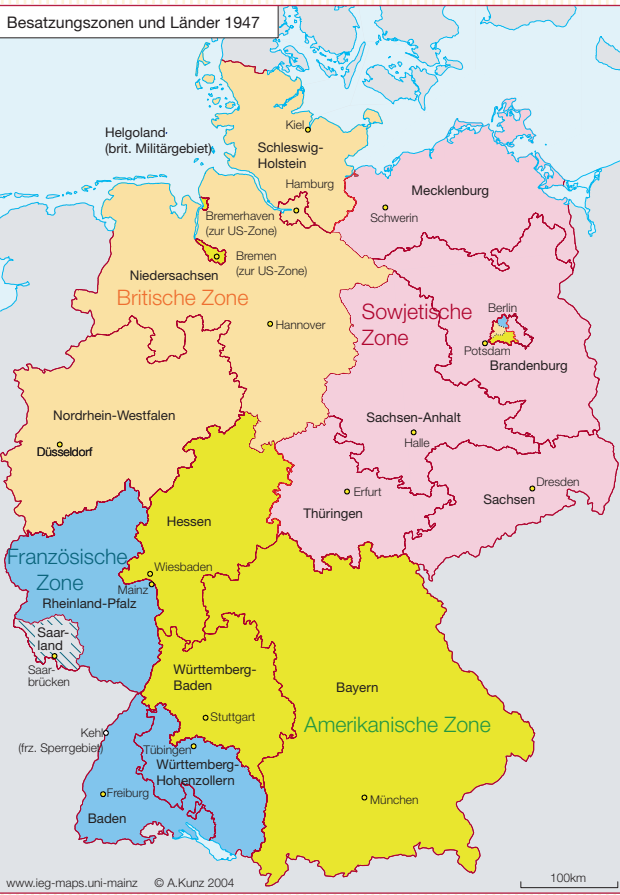 Besatzungszonen und Länder 1947
Kiel
Helgoland
(brit. Militärgebiet)
Schleswig-
Holstein
Hamburg
Mecklenburg
Schwerin
Bremerhaven
(zur US-Zone)
Bremen
(zur US-Zone)
Niedersachsen
Britische Zone
Hannover
Sowjetische
Zone
Berlin
Potsdam
Brandenburg
Nordrhein-Westfalen
Düsseldorf
Sachsen-Anhalt
Halle
Hessen
Erfurt
Thüringen
Dresden
Sachsen
Französische
Zone
Wiesbaden
Mainz
Rheinland-Pfalz
Saar-
land
Saar-
brücken
Württemberg-
Baden
Stuttgart
Bayern
Amerikanische Zone
Kehl
(frz. Sperrgebiet)
Tübingen
Württemberg-
Hohenzollern
Freiburg
Baden
München
www.ieg-maps.uni-mainz © A.Kunz 2004
100km